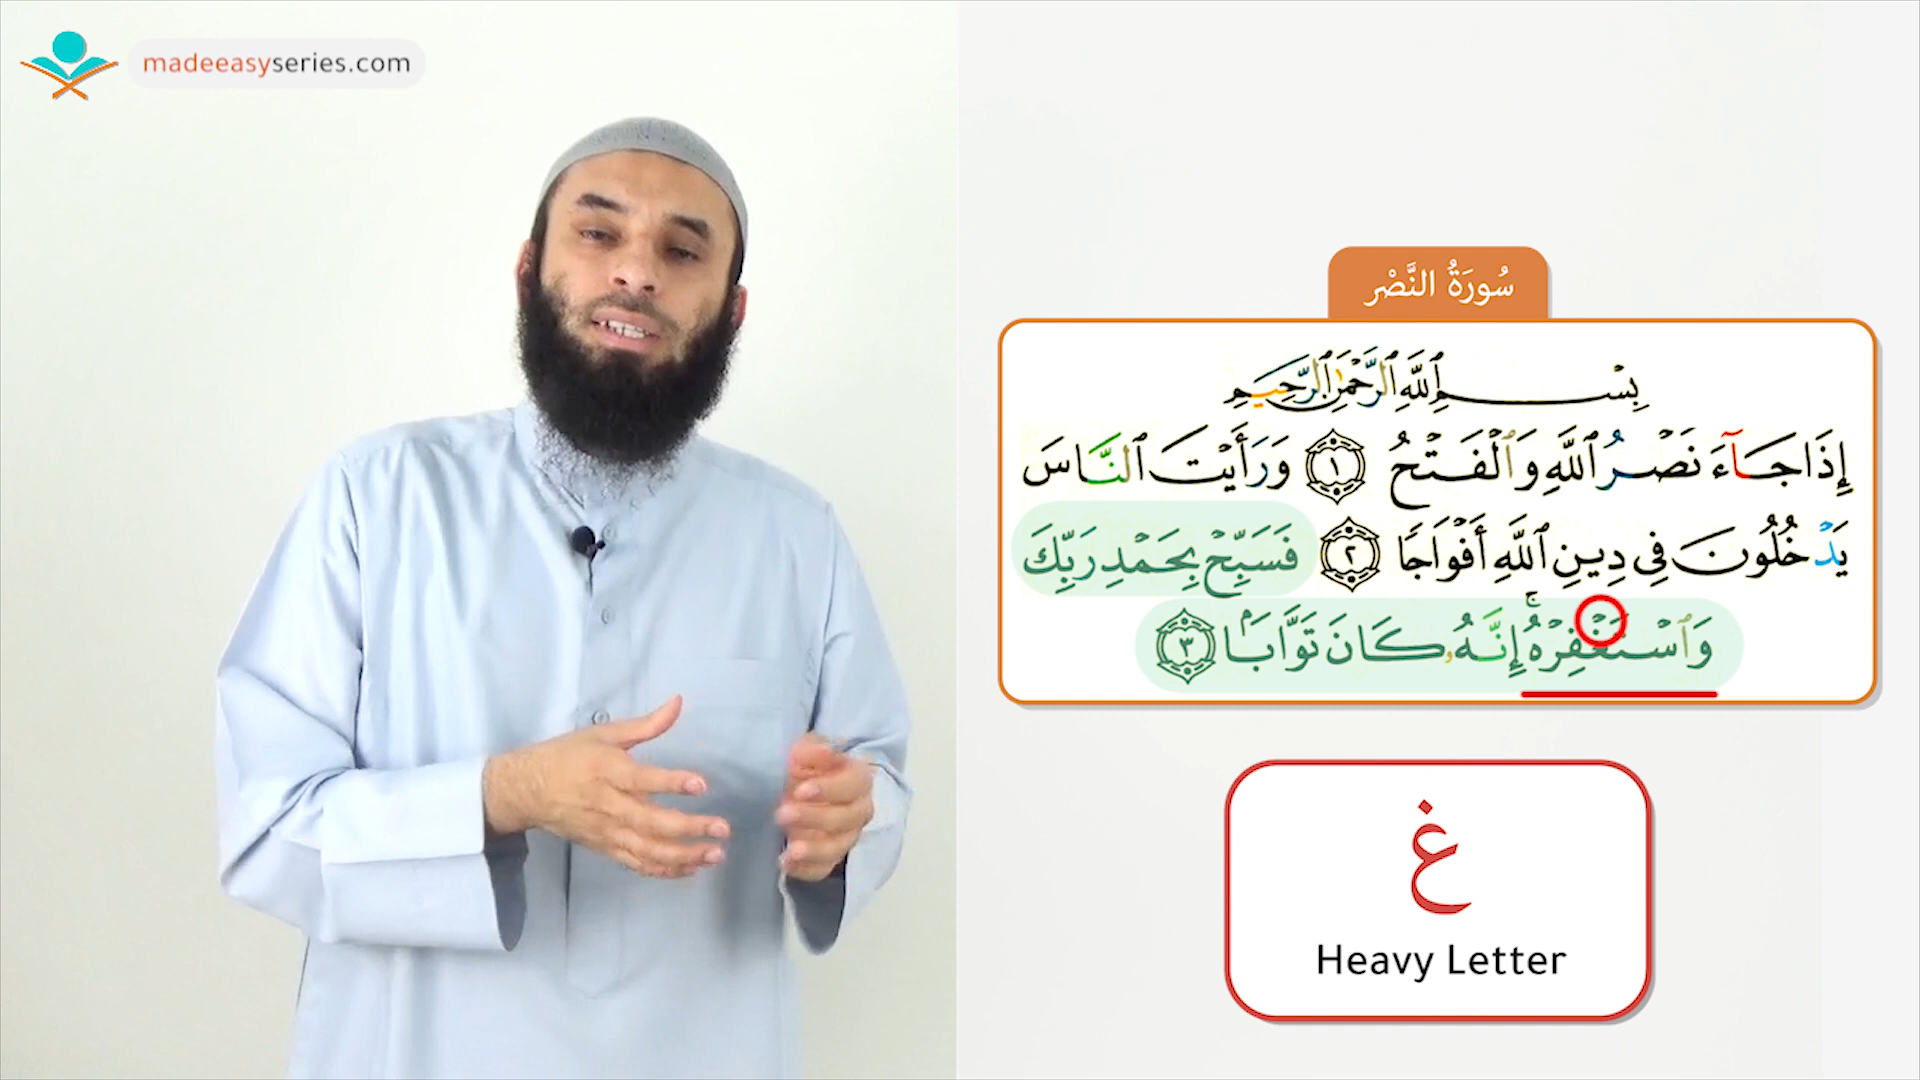 madeeasyseries.com
سُورَةُ النَّصْر
بِسْمِ ٱللَّهِ ٱلرَّحْمَٰنِ ٱلرَّحِيمِ
إِذَا جَآءَ نَصْرُ ٱللَّهِ وَٱلْفَتْحُ ١ وَرَأَيْتَ ٱلنَّاسَ
يَدْخُلُونَ فِى دِينِ ٱللَّهِ أَفْوَاجًا ٢ فَسَبِّحْ بِحَمْدِ رَبِّكَ
وَٱسْتَغْفِرْهُ ۚ إِنَّهُۥ كَانَ تَوَّابَۢا ٣
غ
Heavy Letter